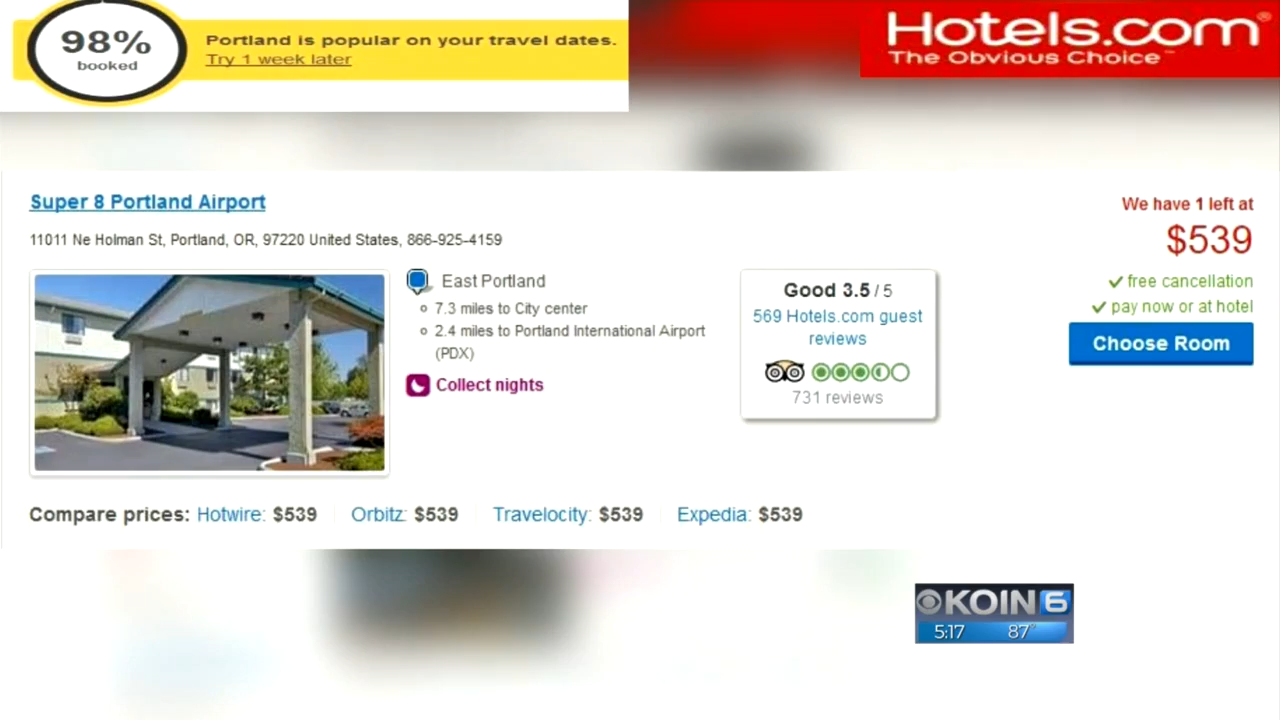 98%
booked
Portland is popular on your travel dates.
Try 1 week later
Hotels.com®
The Obvious Choice™
Super 8 Portland Airport
11011 Ne Holman St, Portland, OR, 97220 United States, 866-925-4159
East Portland
7.3 miles to City center
2.4 miles to Portland International Airport
(PDX)
Collect nights
Good 3.5 / 5
569 Hotels.com guest
reviews
731 reviews
We have 1 left at
$539
free cancellation
pay now or at hotel
Choose Room
Compare prices: Hotwire: $539 Orbitz: $539 Travelocity: $539 Expedia: $539
KOIN 6
5:17 87°